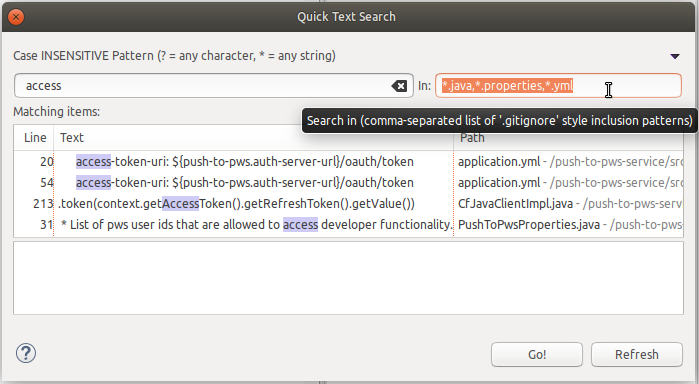 Quick Text Search
Case INSENSITIVE Pattern (? = any character, * = any string)
access In: *.java,*.properties,*.yml
Matching items:
Search in (comma-separated list of '.gitignore' style inclusion patterns)
Line Text Path
20 access-token-uri: ${push-to-pws.auth-server-url}/oauth/token application.yml - /push-to-pws-service/src
54 access-token-uri: ${push-to-pws.auth-server-url}/oauth/token application.yml - /push-to-pws-service/src
213 .token(context.getAccessToken().getRefreshToken().getValue()) CfJavaClientImpl.java - /push-to-pws-serv
31 * List of pws user ids that are allowed to access developer functionality. PushToPwsProperties.java - /push-to-pws
? Go! Refresh